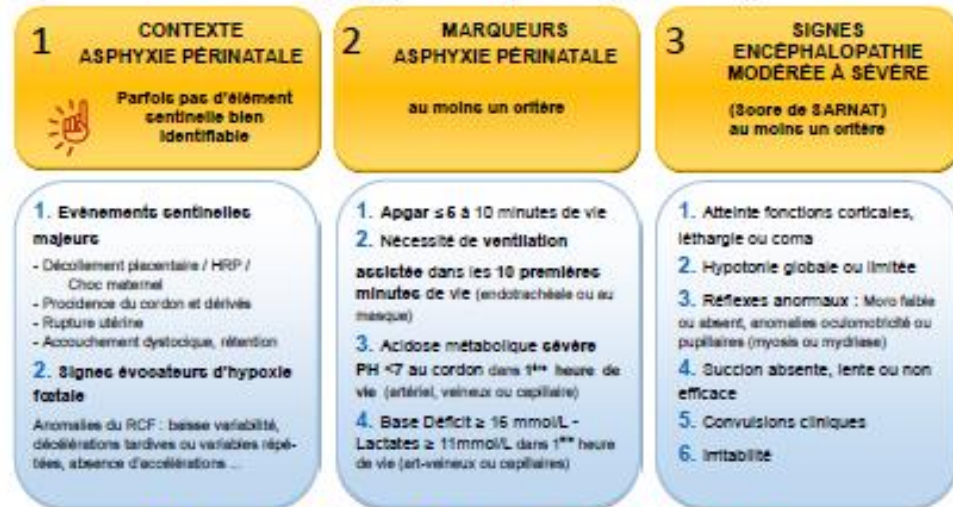 1
CONTEXTE
ASPHYXIE PÉRINATALE
Parfois pas d'élément
sentinelle bien
identifiable
2
MARQUEURS
ASPHYXIE PÉRINATALE
au moins un critère
3
SIGNES
ENCÉPHALOPATHIE
MODÉRÉE À SÉVÈRE
(Score de SARNAT)
au moins un critère
1. Evènements sentinelles
majeurs
- Décollement placentaire / HRP /
Choc maternel
- Procidence du cordon et dérivés
- Rupture utérine
- Accouchement dystocique, rétention
2. Signes évocateurs d'hypoxie
fœtale
Anomalies du RCF : baisse variabilité,
décélérations tardives ou variables répé-
tées, absence d'accélérations ...
1. Apgar ≤ 5 à 10 minutes de vie
2. Nécessité de ventilation
assistée dans les 10 premières
minutes de vie (endotrachéale ou au
masque)
3. Acidose métabolique sévère
PH <7 au cordon dans 1ère heure de
vie (artériel, veineux ou capillaire)
4. Base Déficit ≥ 16 mmol/L -
Lactates ≥ 11mmol/L dans 1ère heure
de vie (art-veineux ou capillaires)
1. Atteinte fonctions corticales,
léthargie ou coma
2. Hypotonie globale ou limitée
3. Réflexes anormaux : Moro faible
ou absent, anomalies oculomotricité ou
pupillaires (myosis ou mydriase)
4. Succion absente, lente ou non
efficace
5. Convulsions cliniques
6. Irritabilité